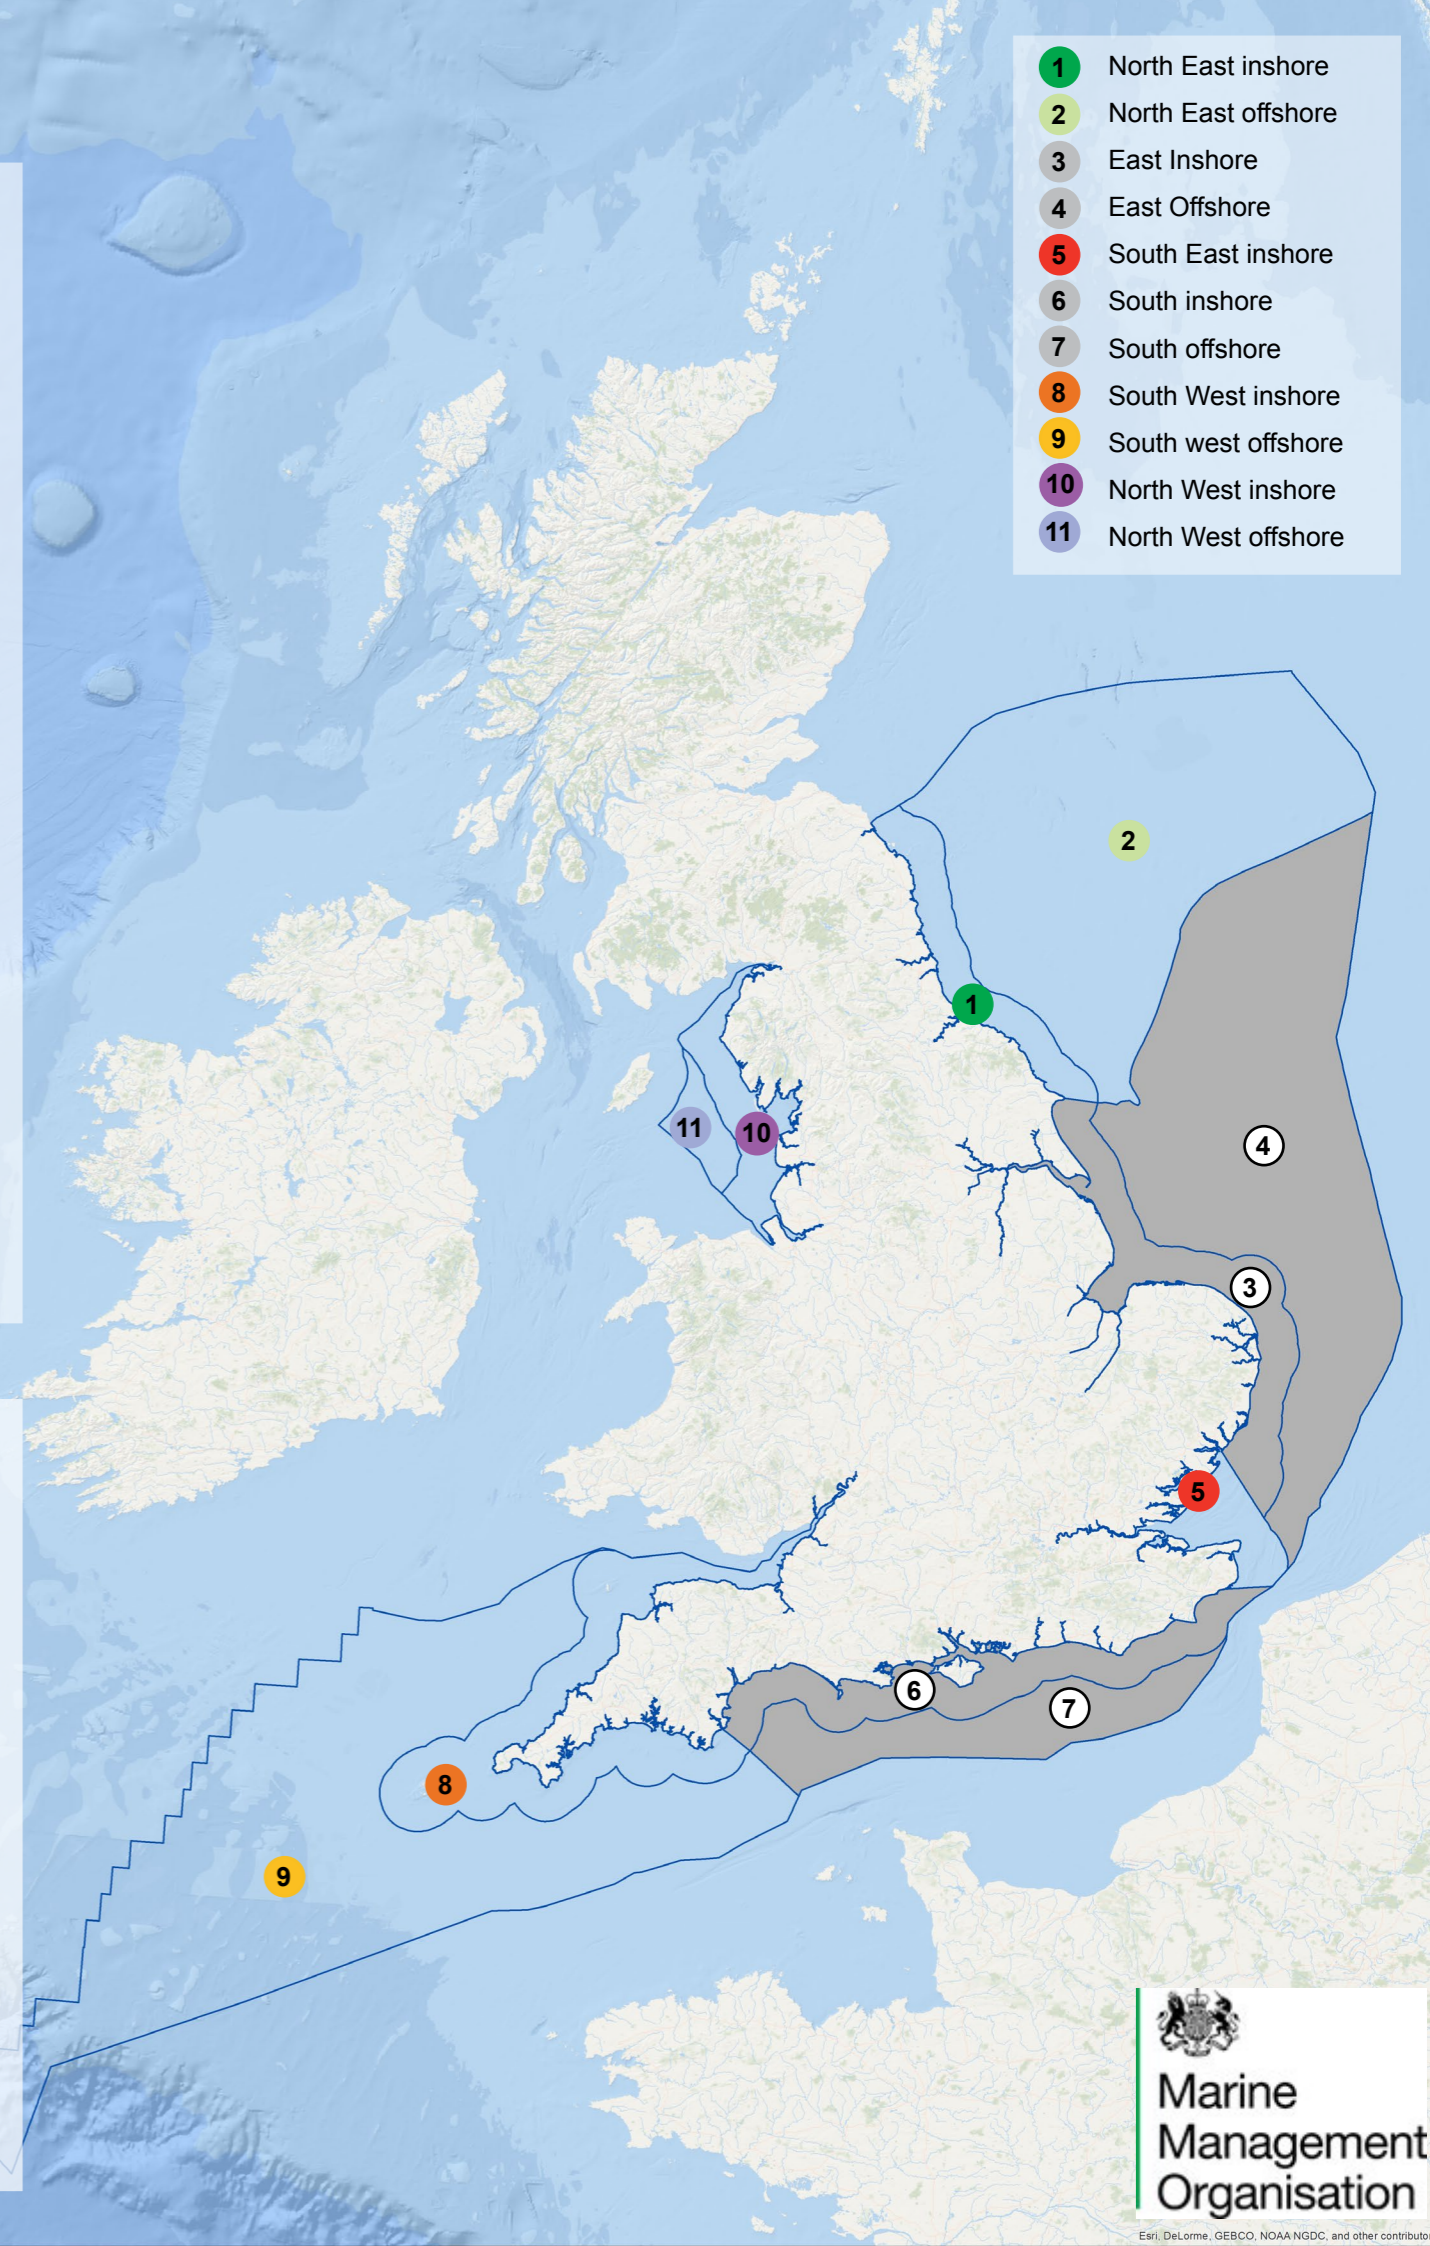 1 North East inshore
2 North East offshore
3 East Inshore
4 East Offshore
5 South East inshore
6 South inshore
7 South offshore
8 South West inshore
9 South west offshore
10 North West inshore
11 North West offshore
2
1
11
10
4
3
5
6
7
8
9
Marine
Management
Organisation
Esri, DeLorme, GEBCO, NOAA NGDC, and other